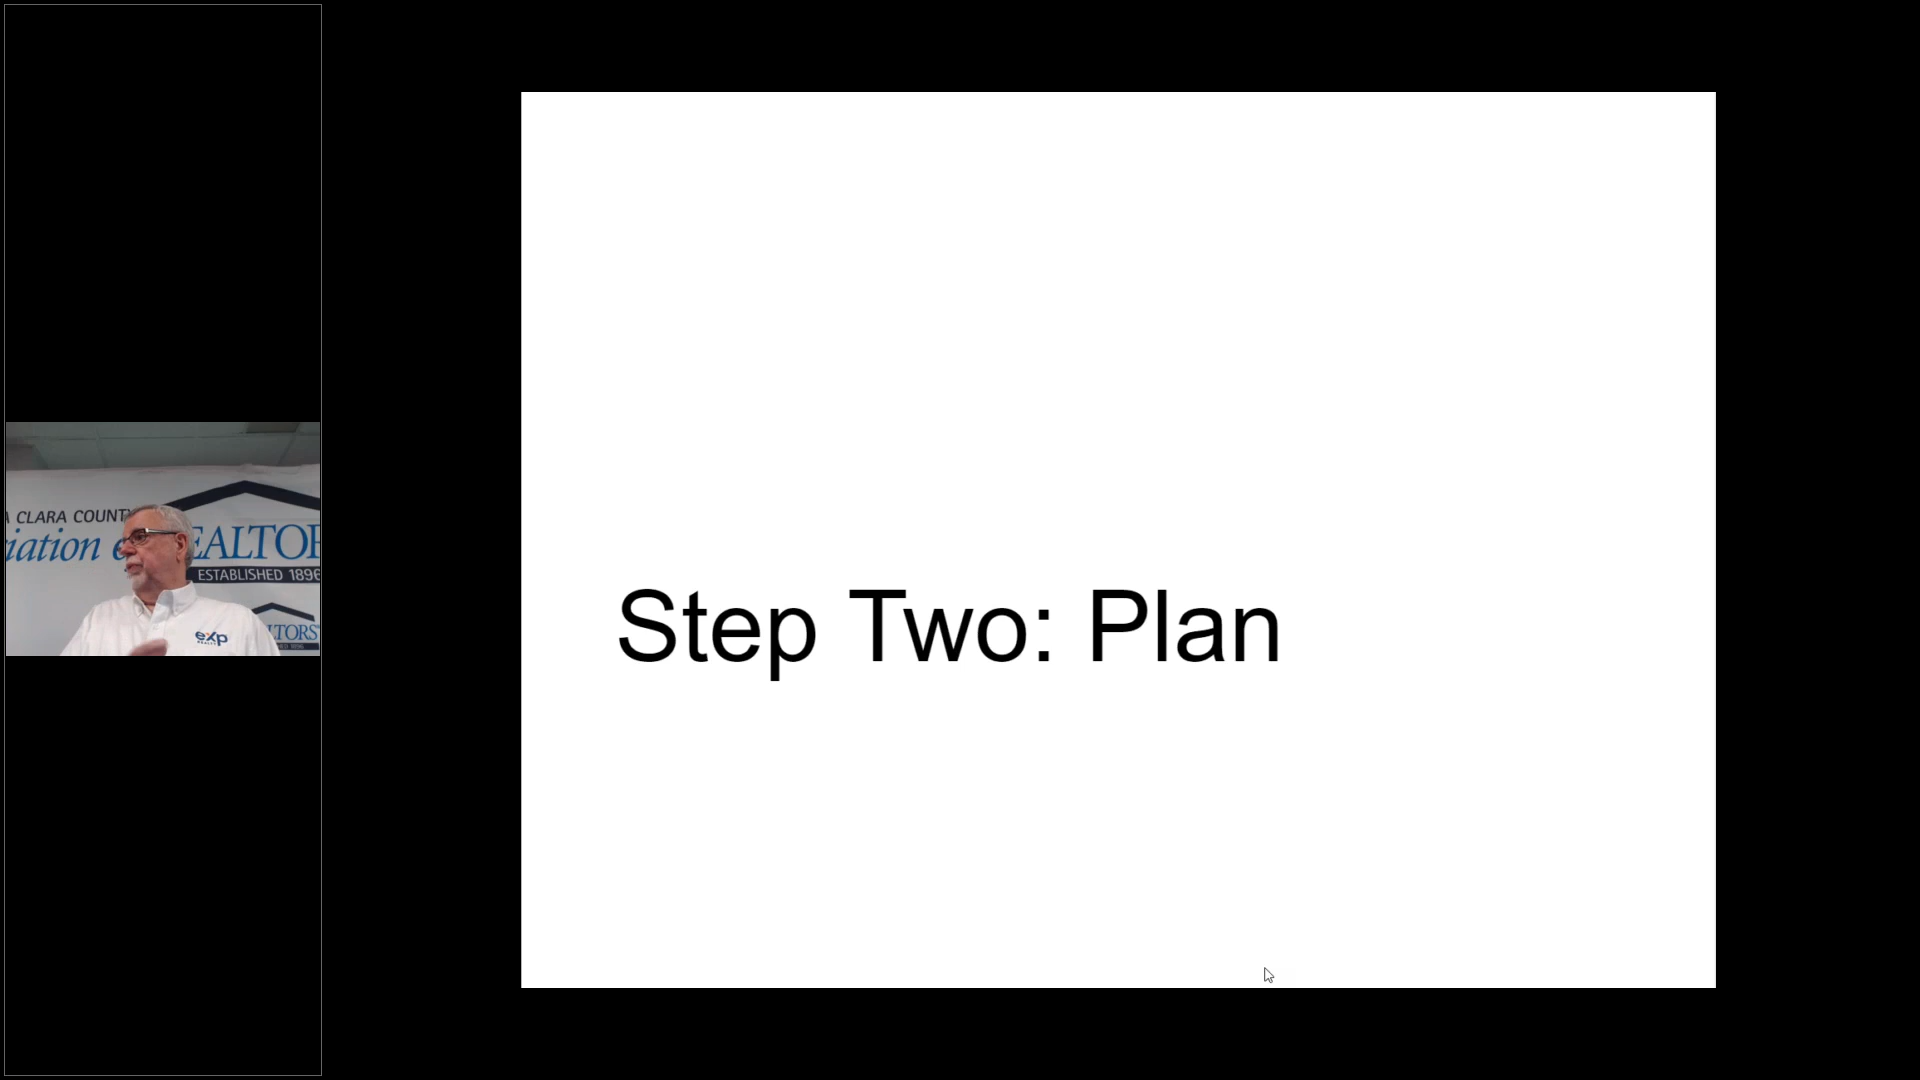 A CLARA COUNTY
iation
EALTOR
ESTABLISHED 1896
TORS
eXp
Step Two: Plan